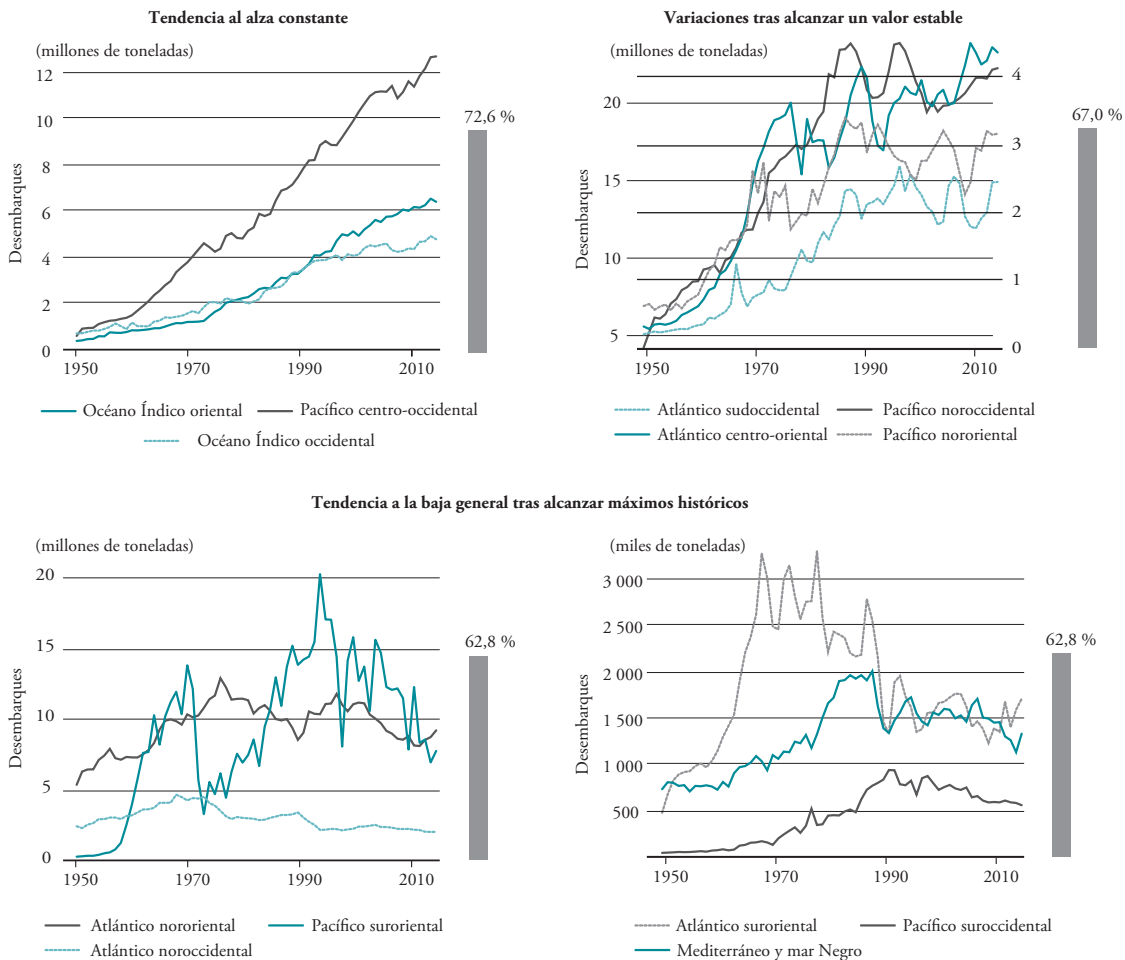 Tendencia al alza constante
(millones de toneladas)
12
10
8
6
4
2
0
Desembarques
1950 1970 1990 2010
72,6 %
Océano Índico oriental Pacífico centro-occidental
Océano Índico occidental
Variaciones tras alcanzar un valor estable
(millones de toneladas)
20
15
10
5
Desembarques
4
3
2
1
0
1950 1970 1990 2010
67,0 %
Atlántico sudoccidental Pacífico noroccidental
Atlántico centro-oriental Pacífico nororiental
Tendencia a la baja general tras alcanzar máximos históricos
(millones de toneladas)
20
15
10
5
0
Desembarques
1950 1970 1990 2010
62,8 %
Atlántico nororiental Pacífico suroriental
Atlántico noroccidental
(miles de toneladas)
3 000
2 500
2 000
1 500
1 000
500
Desembarques
1950 1970 1990 2010
62,8 %
Atlántico suroriental Pacífico suroccidental
Mediterráneo y mar Negro